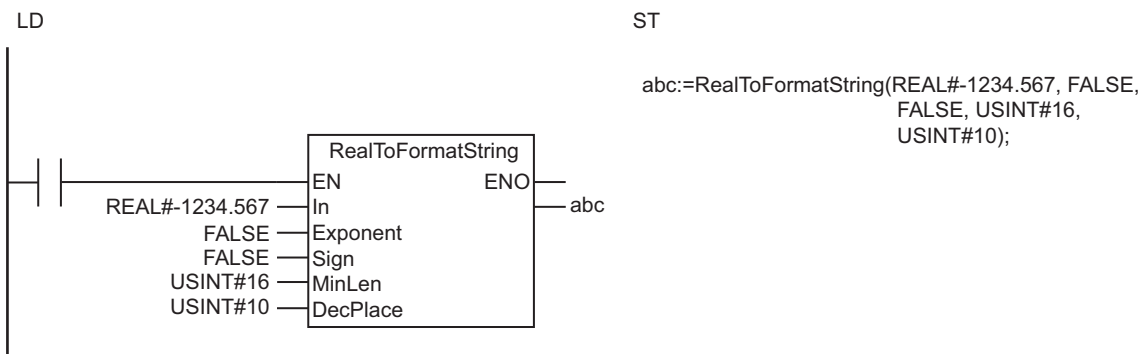 LD
ST
abc:=RealToFormatString(REAL#-1234.567, FALSE,
FALSE, USINT#16,
USINT#10);
RealToFormatString
EN ENO
REAL#-1234.567 In abc
FALSE Exponent
FALSE Sign
USINT#16 MinLen
USINT#10 DecPlace